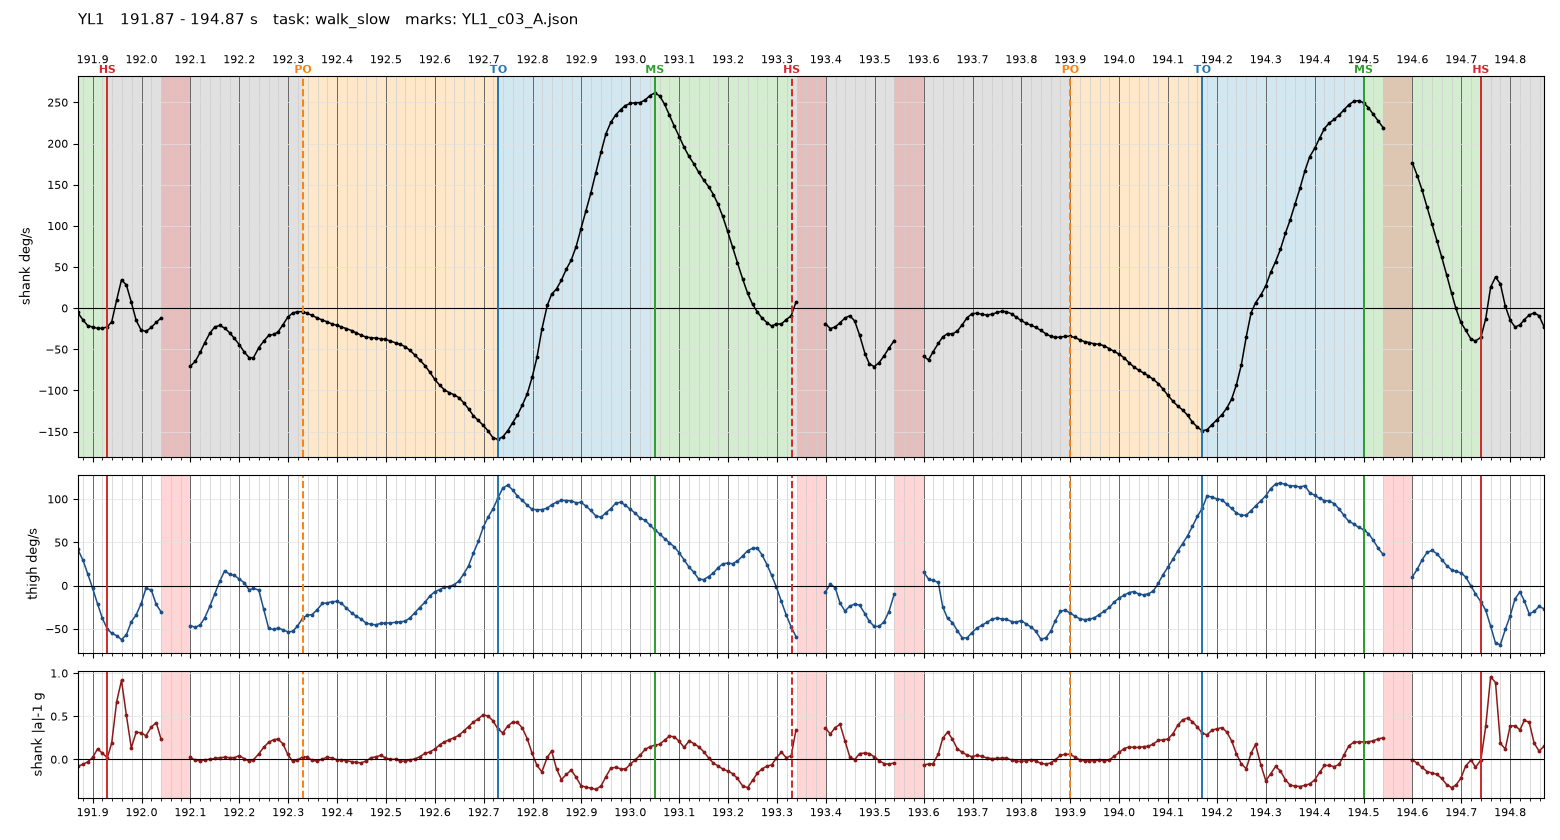 YL1   191.87 - 194.87 s   task: walk_slow   marks: YL1_c03_A.json
191.9 192.0 192.1 192.2 192.3 192.4 192.5 192.6 192.7 192.8 192.9 193.0 193.1 193.2 193.3 193.4 193.5 193.6 193.7 193.8 193.9 194.0 194.1 194.2 194.3 194.4 194.5 194.6 194.7 194.8
HS PO TO MS HS PO TO MS HS
shank deg/s
250
200
150
100
50
0
−50
−100
−150
thigh deg/s
100
50
0
−50
shank |a|-1 g
1.0
0.5
0.0
191.9 192.0 192.1 192.2 192.3 192.4 192.5 192.6 192.7 192.8 192.9 193.0 193.1 193.2 193.3 193.4 193.5 193.6 193.7 193.8 193.9 194.0 194.1 194.2 194.3 194.4 194.5 194.6 194.7 194.8